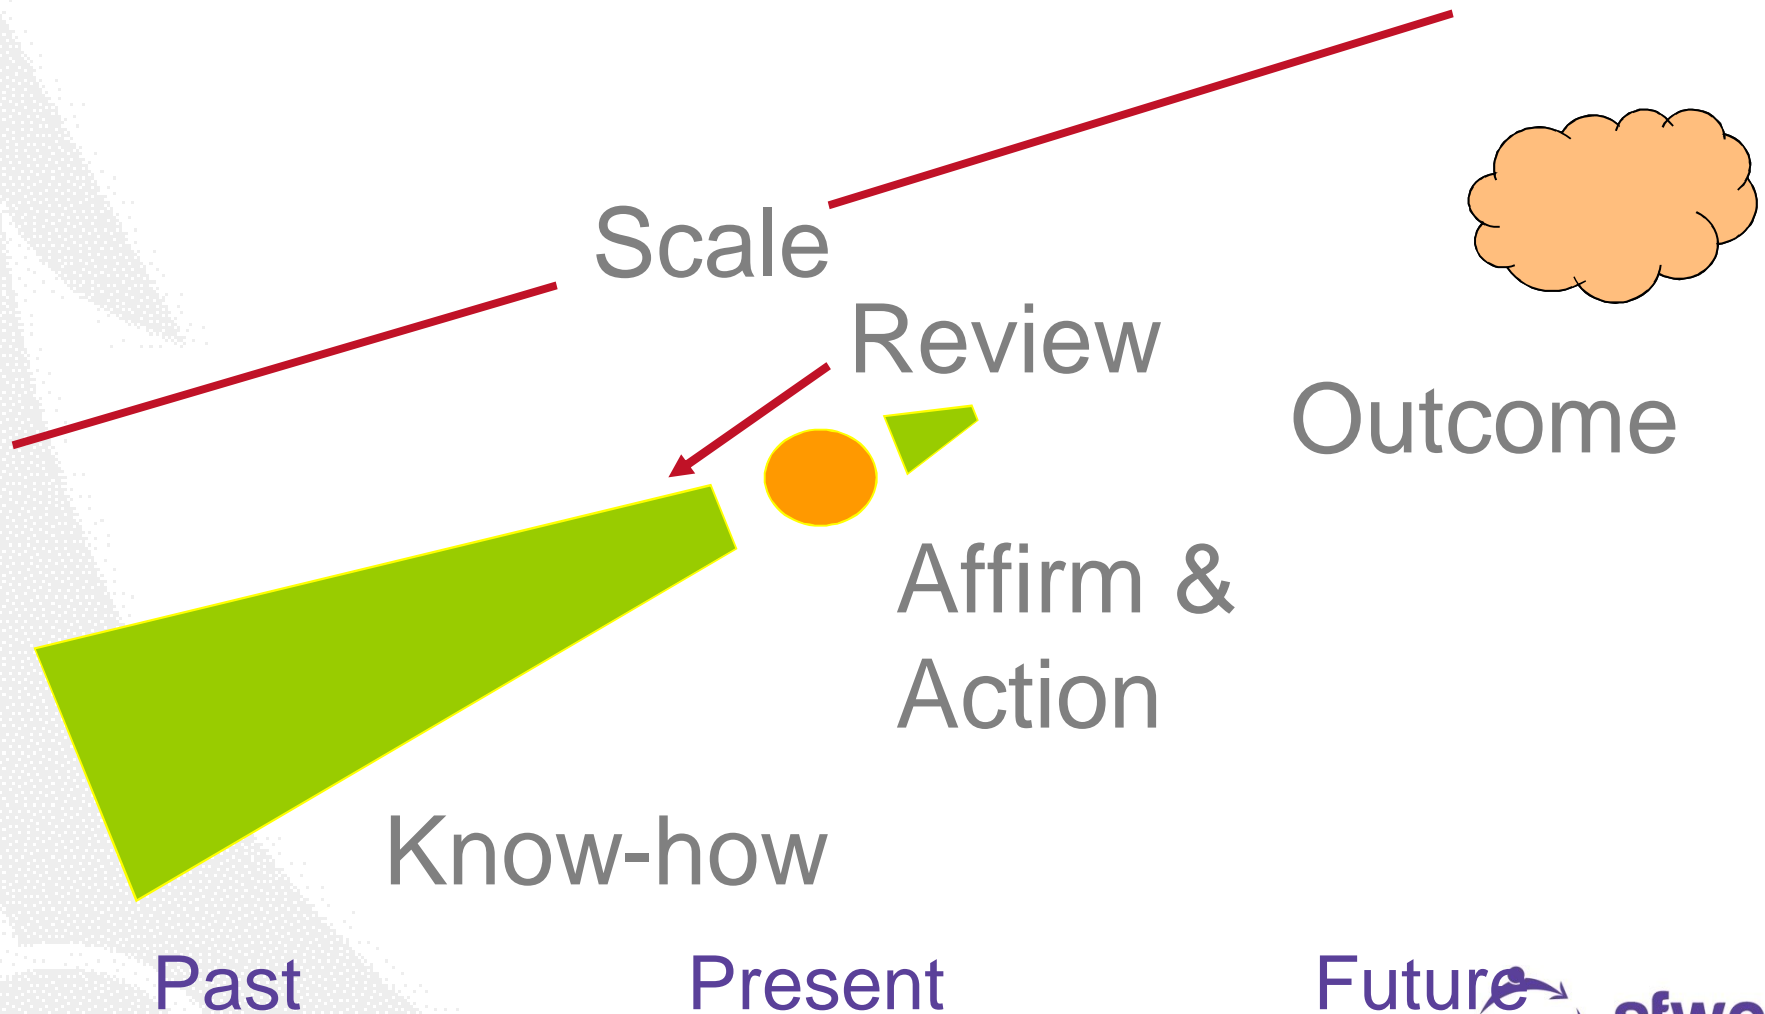 Scale
Review
Outcome
Affirm &
Action
Know-how
Past
Present
Future